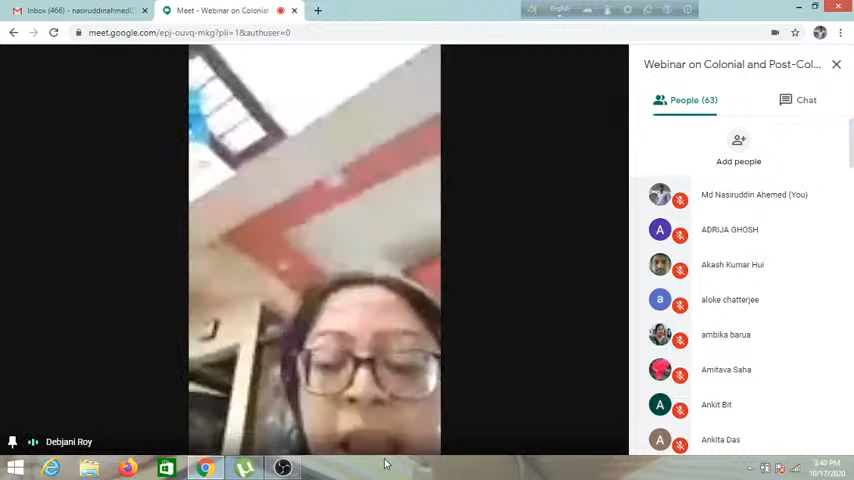 Inbox (466) - nasiruddinahmed0
Meet - Webinar on Colonial
English
meet.google.com/epj-ouvq-mkg?pli=1&authuser=0
Webinar on Colonial and Post-Col...
People (63)
Chat
Add people
Md Nasiruddin Ahemed (You)
A
ADRIJA GHOSH
Akash Kumar Hui
a
aloke chatterjee
ambika barua
Amitava Saha
A
Ankit Bit
A
Ankita Das
Debjani Roy
3:40 PM
10/17/2020